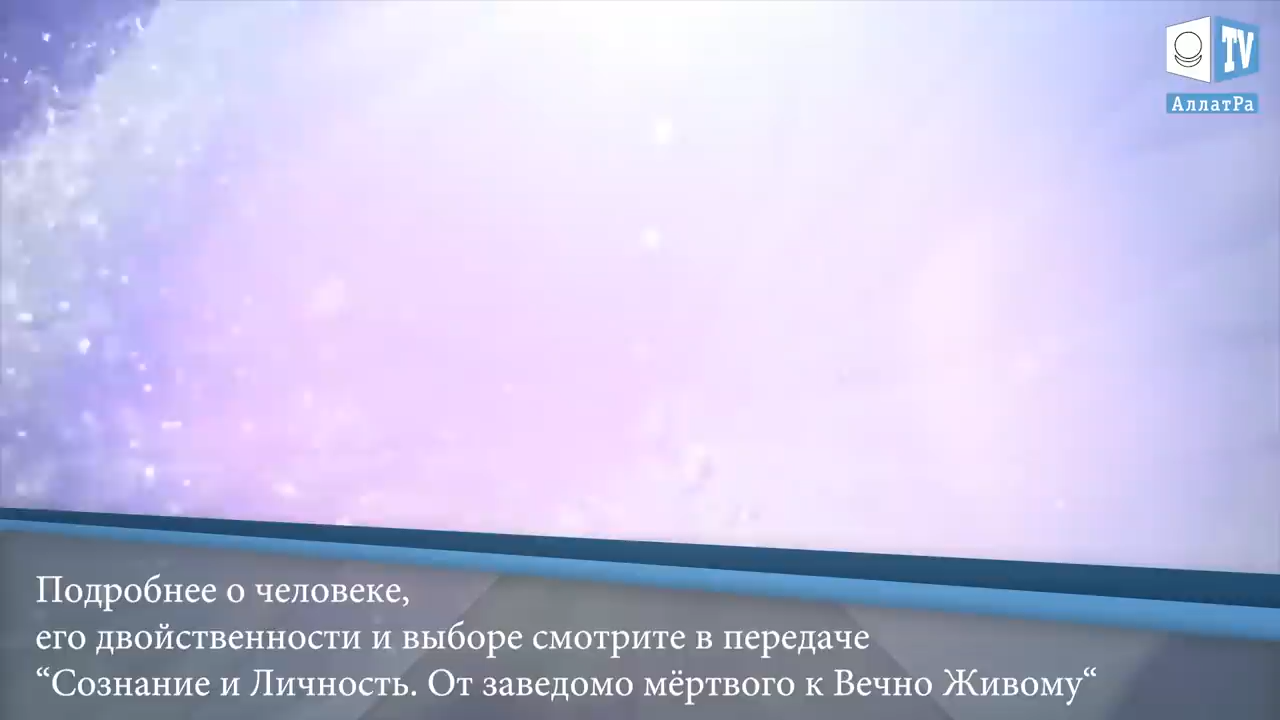 TV
АллатРа
Подробнее о человеке,
его двойственности и выборе смотрите в передаче
“Сознание и Личность. От заведомо мёртвого к Вечно Живому“